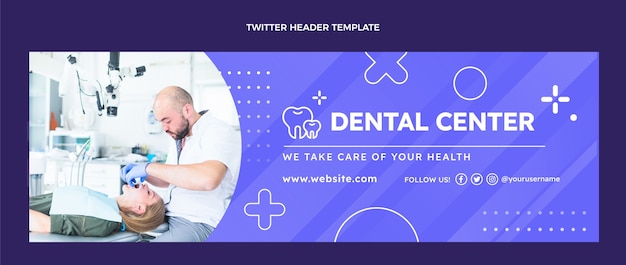 TWITTER HEADER TEMPLATE
DENTAL CENTER
WE TAKE CARE OF YOUR HEALTH
www.website.com FOLLOW US! @yourusername